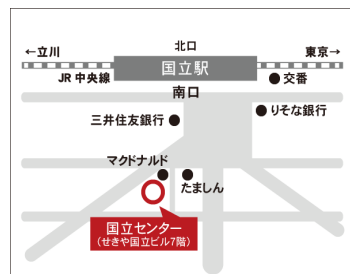 ←立川
北口
東京→
国立駅
JR中央線
交番
南口
りそな銀行
三井住友銀行
マクドナルド
たましん
国立センター
(せきや国立ビル7階)